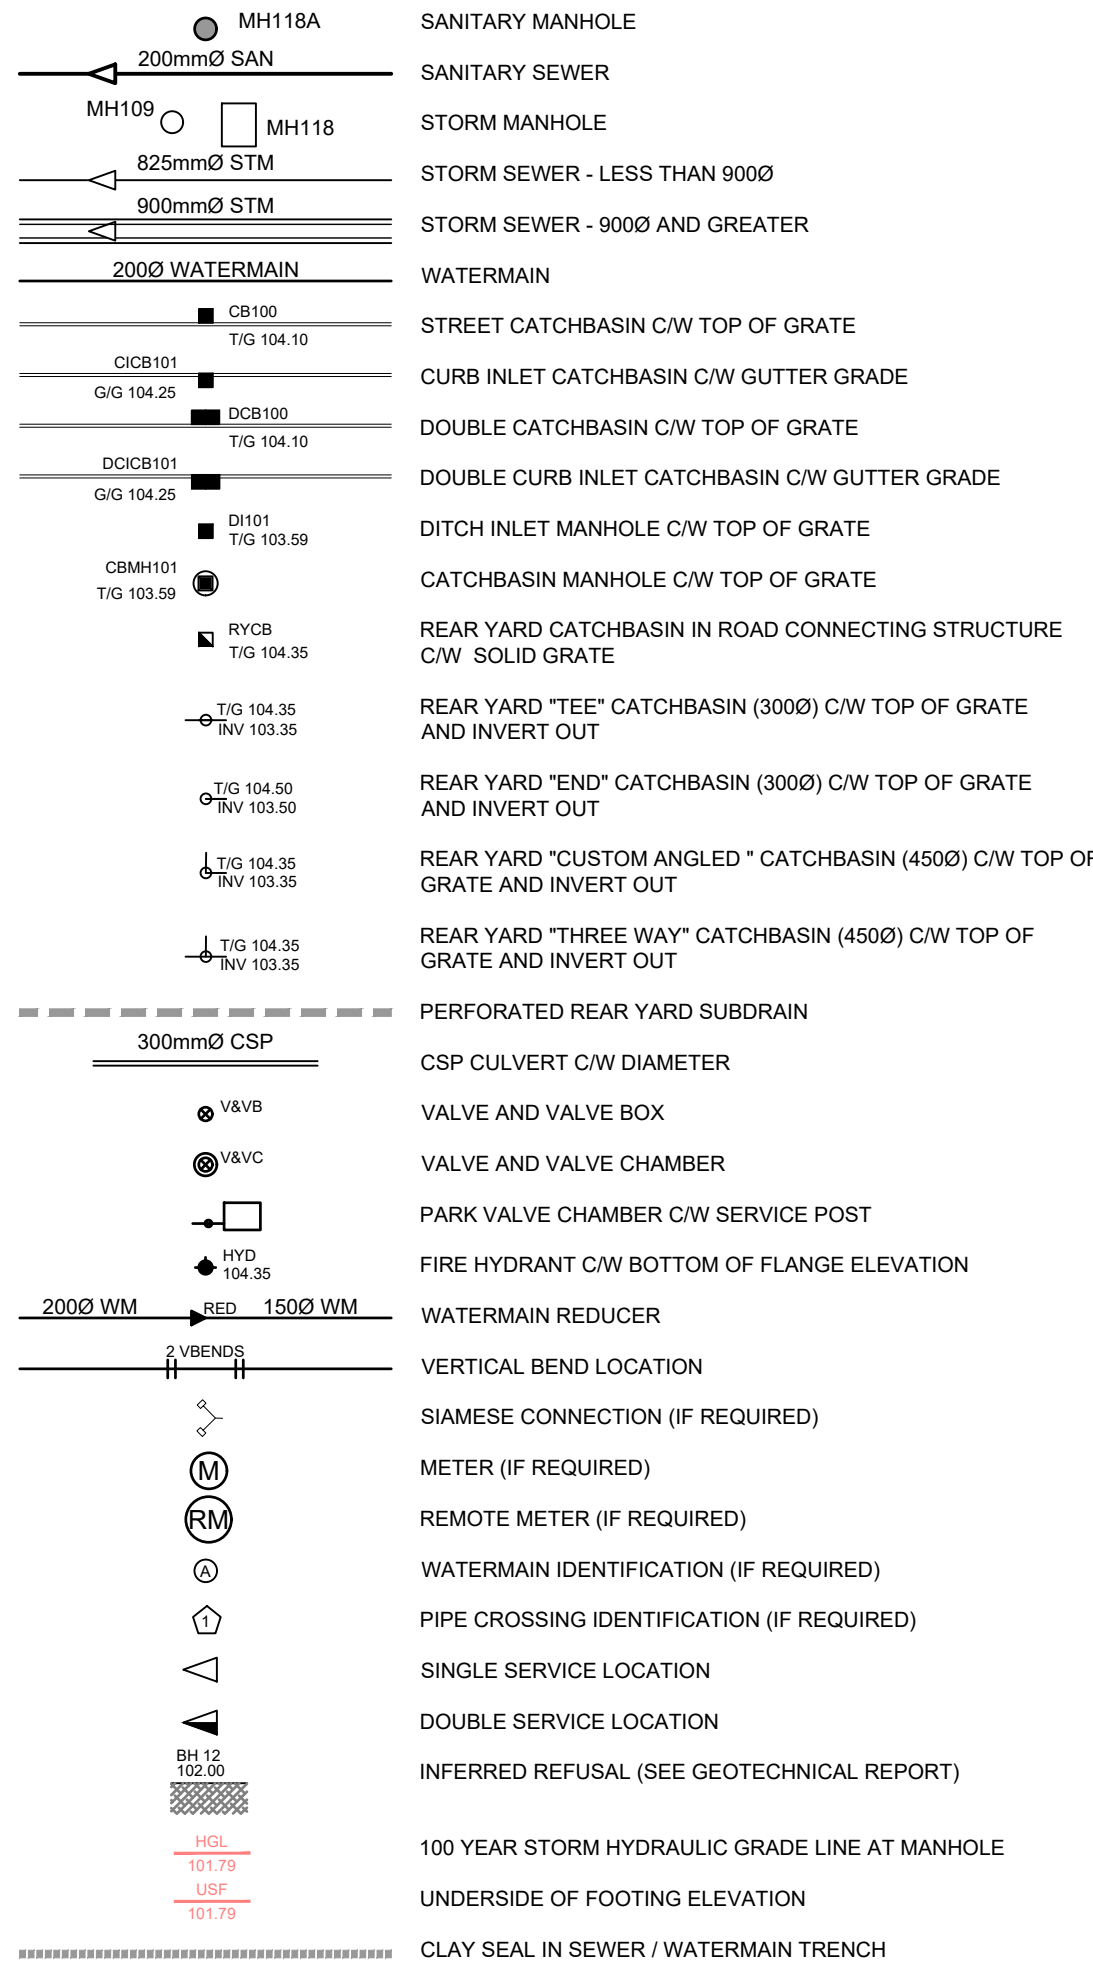 MH118A SANITARY MANHOLE
200mmØ SAN SANITARY SEWER
MH109 MH118 STORM MANHOLE
825mmØ STM STORM SEWER - LESS THAN 900Ø
900mmØ STM STORM SEWER - 900Ø AND GREATER
200Ø WATERMAIN WATERMAIN
CB100
T/G 104.10
STREET CATCHBASIN C/W TOP OF GRATE
CICB101
G/G 104.25
CURB INLET CATCHBASIN C/W GUTTER GRADE
DCB100
T/G 104.10
DOUBLE CATCHBASIN C/W TOP OF GRATE
DCICB101
G/G 104.25
DOUBLE CURB INLET CATCHBASIN C/W GUTTER GRADE
DI101
T/G 103.59
DITCH INLET MANHOLE C/W TOP OF GRATE
CBMH101
T/G 103.59
CATCHBASIN MANHOLE C/W TOP OF GRATE
RYCB
T/G 104.35
REAR YARD CATCHBASIN IN ROAD CONNECTING STRUCTURE
C/W SOLID GRATE
T/G 104.35
INV 103.35
REAR YARD "TEE" CATCHBASIN (300Ø) C/W TOP OF GRATE
AND INVERT OUT
T/G 104.50
INV 103.50
REAR YARD "END" CATCHBASIN (300Ø) C/W TOP OF GRATE
AND INVERT OUT
T/G 104.35
INV 103.35
REAR YARD "CUSTOM ANGLED " CATCHBASIN (450Ø) C/W TOP OF
GRATE AND INVERT OUT
T/G 104.35
INV 103.35
REAR YARD "THREE WAY" CATCHBASIN (450Ø) C/W TOP OF
GRATE AND INVERT OUT
PERFORATED REAR YARD SUBDRAIN
300mmØ CSP CSP CULVERT C/W DIAMETER
V&VB VALVE AND VALVE BOX
V&VC VALVE AND VALVE CHAMBER
PARK VALVE CHAMBER C/W SERVICE POST
HYD
104.35
FIRE HYDRANT C/W BOTTOM OF FLANGE ELEVATION
200Ø WM RED 150Ø WM WATERMAIN REDUCER
2 VBENDS VERTICAL BEND LOCATION
SIAMESE CONNECTION (IF REQUIRED)
M METER (IF REQUIRED)
RM REMOTE METER (IF REQUIRED)
A WATERMAIN IDENTIFICATION (IF REQUIRED)
1 PIPE CROSSING IDENTIFICATION (IF REQUIRED)
SINGLE SERVICE LOCATION
DOUBLE SERVICE LOCATION
BH 12
102.00
INFERRED REFUSAL (SEE GEOTECHNICAL REPORT)
HGL
101.79
100 YEAR STORM HYDRAULIC GRADE LINE AT MANHOLE
USF
101.79
UNDERSIDE OF FOOTING ELEVATION
CLAY SEAL IN SEWER / WATERMAIN TRENCH